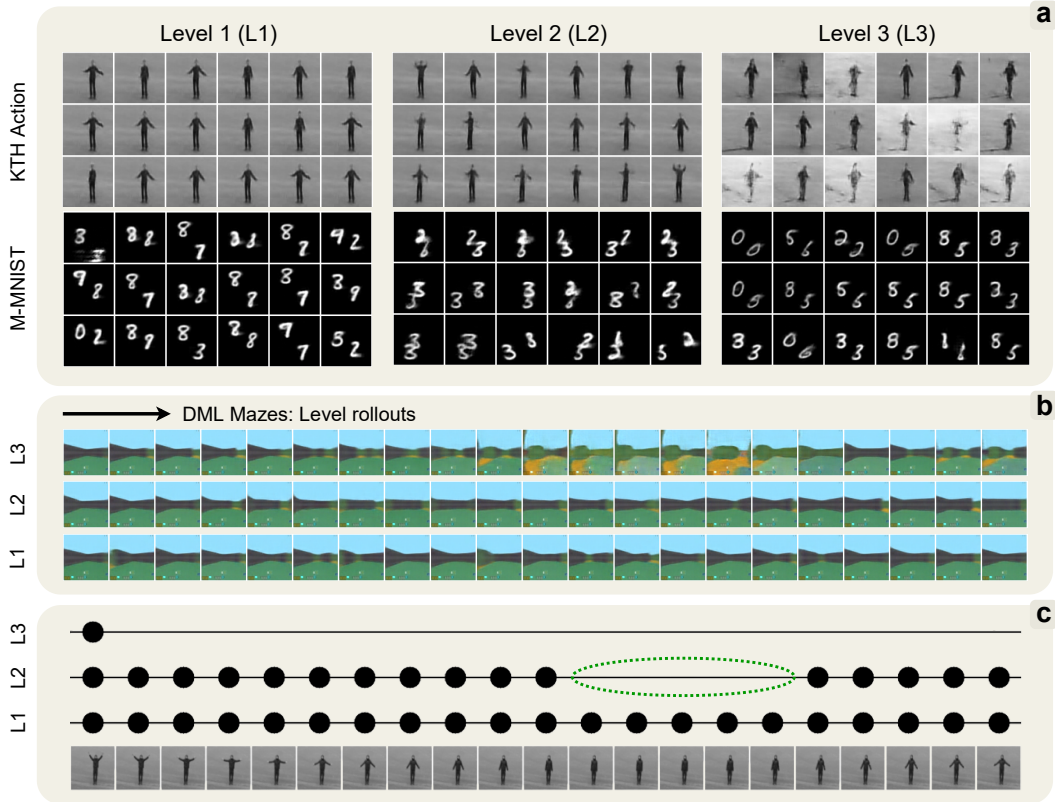 a
Level 1 (L1)
Level 2 (L2)
Level 3 (L3)
KTH Action
M-MNIST
b
DML Mazes: Level rollouts
L3
L2
L1
c
L3
L2
L1